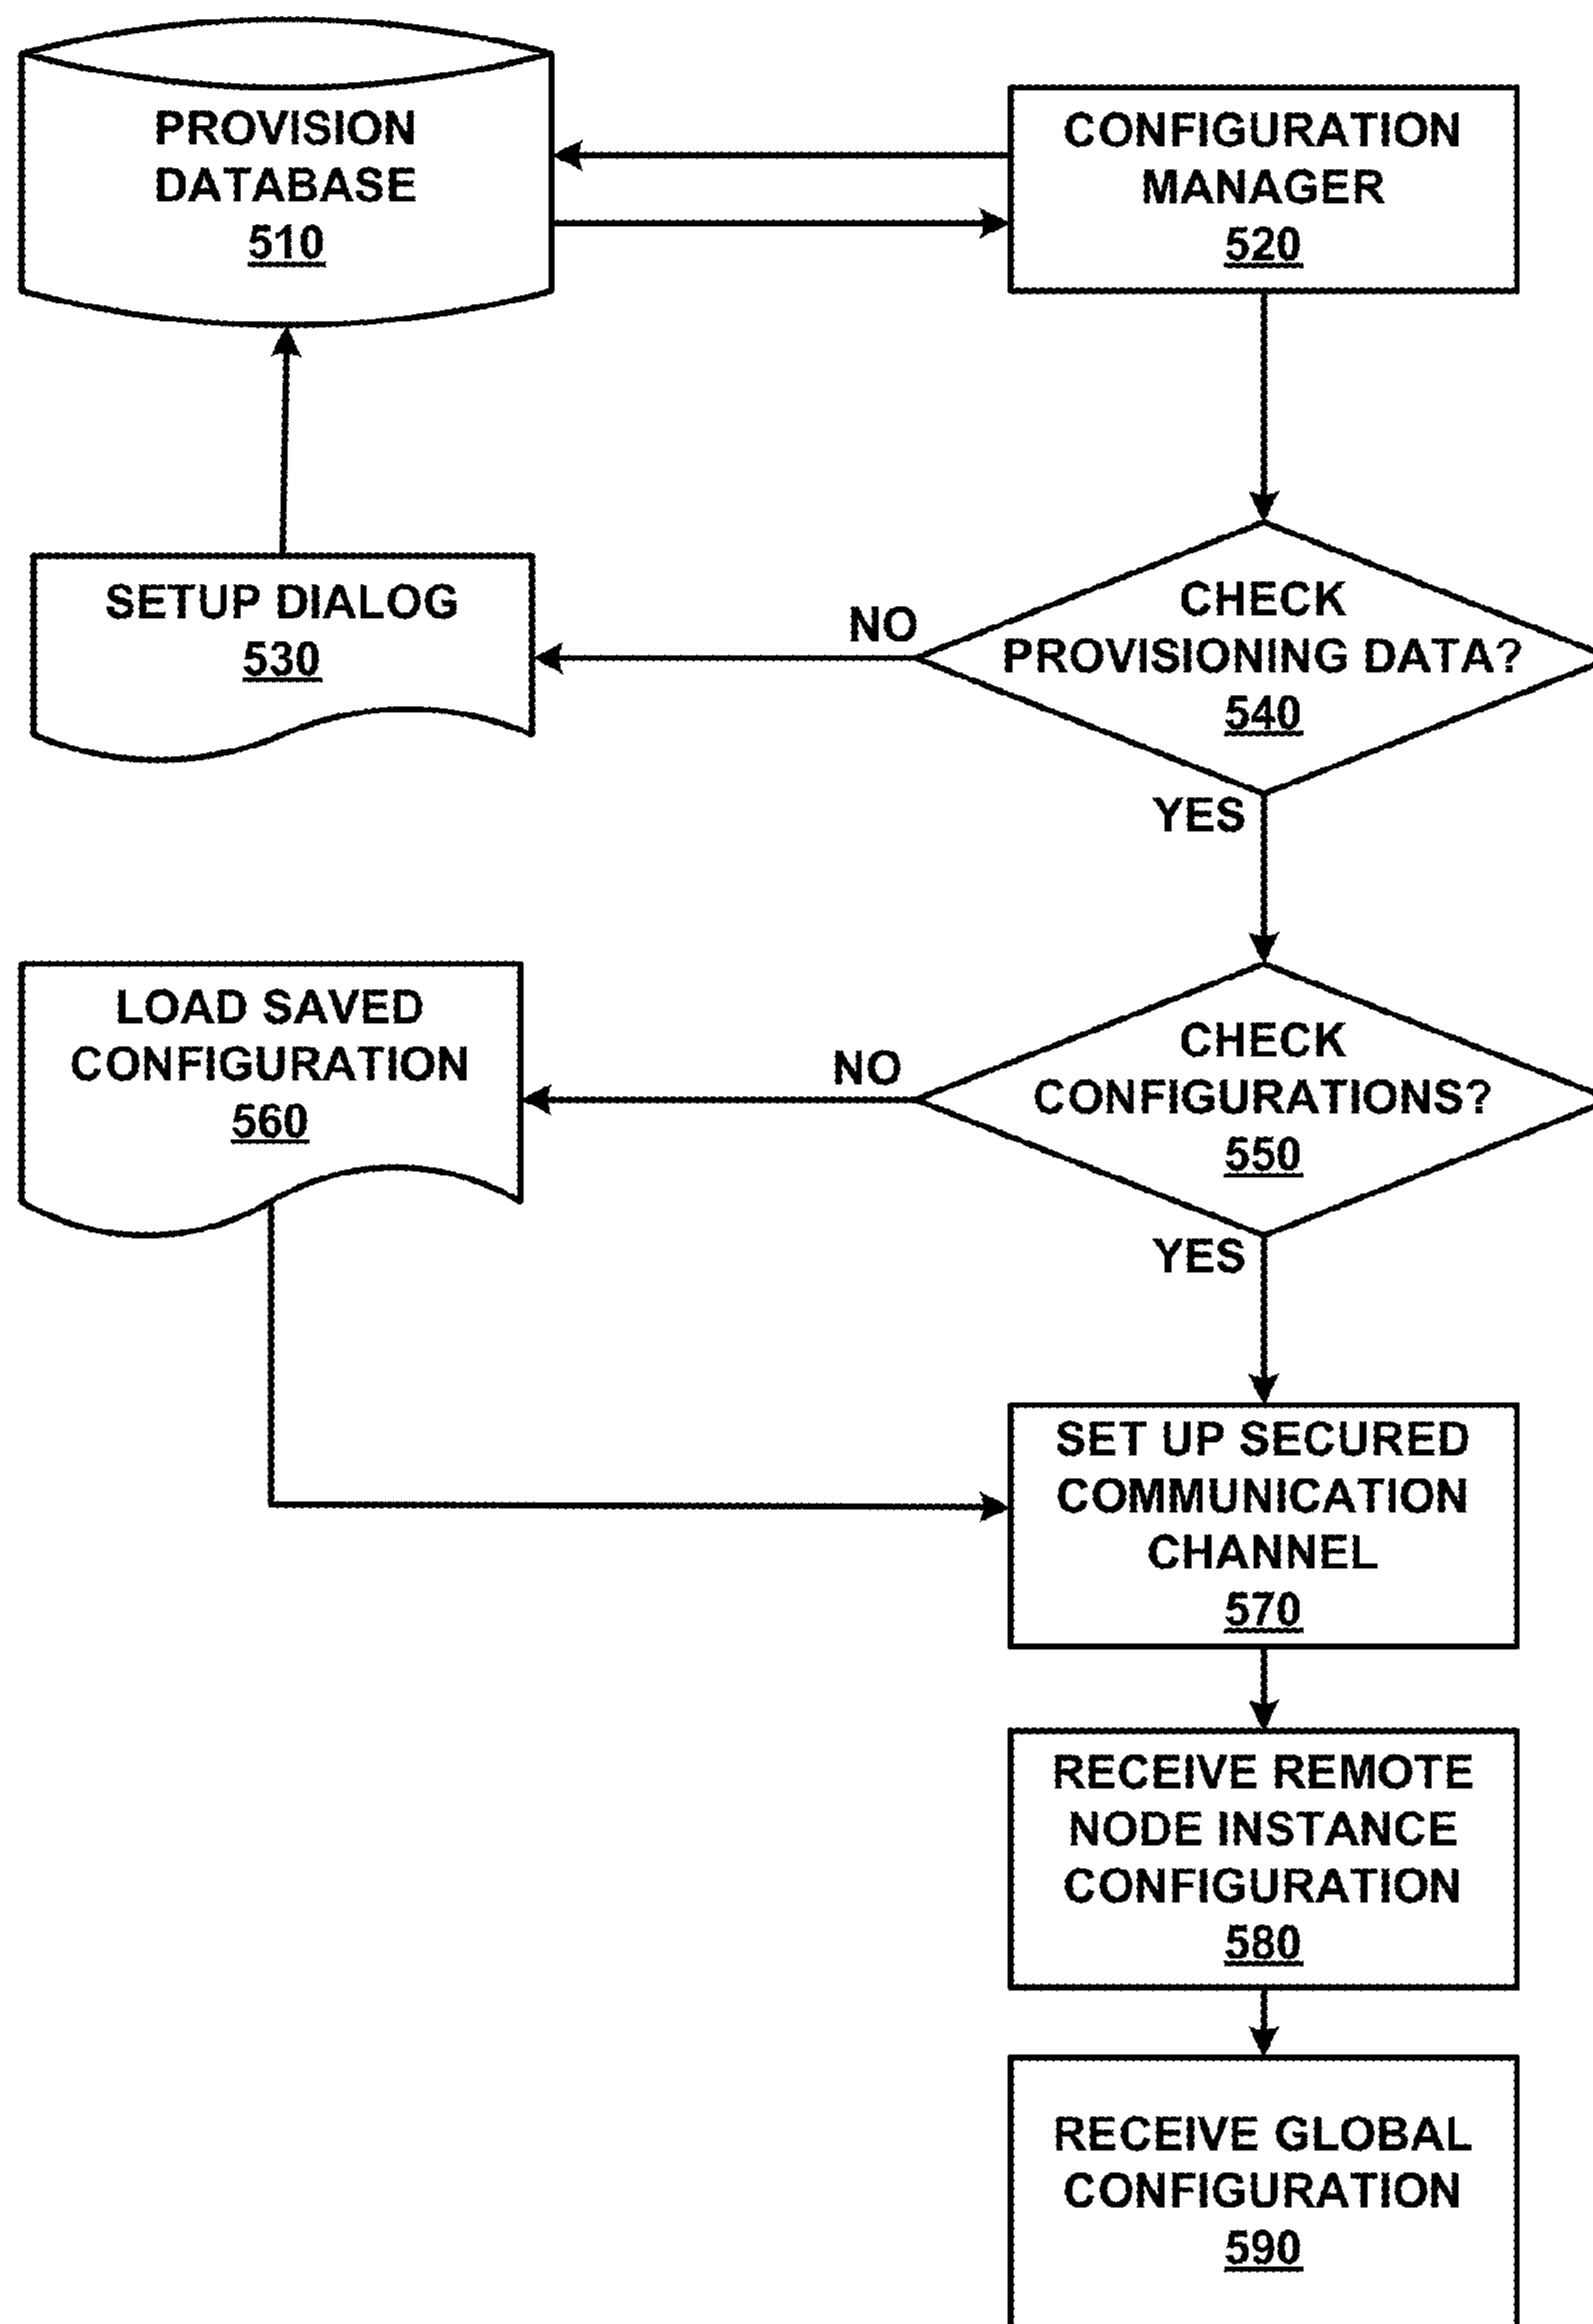 PROVISION
DATABASE
510
CONFIGURATION
MANAGER
520
SETUP DIALOG
530
NO
CHECK
PROVISIONING DATA?
540
YES
LOAD SAVED
CONFIGURATION
560
NO
CHECK
CONFIGURATIONS?
550
YES
SET UP SECURED
COMMUNICATION
CHANNEL
570
RECEIVE REMOTE
NODE INSTANCE
CONFIGURATION
580
RECEIVE GLOBAL
CONFIGURATION
590